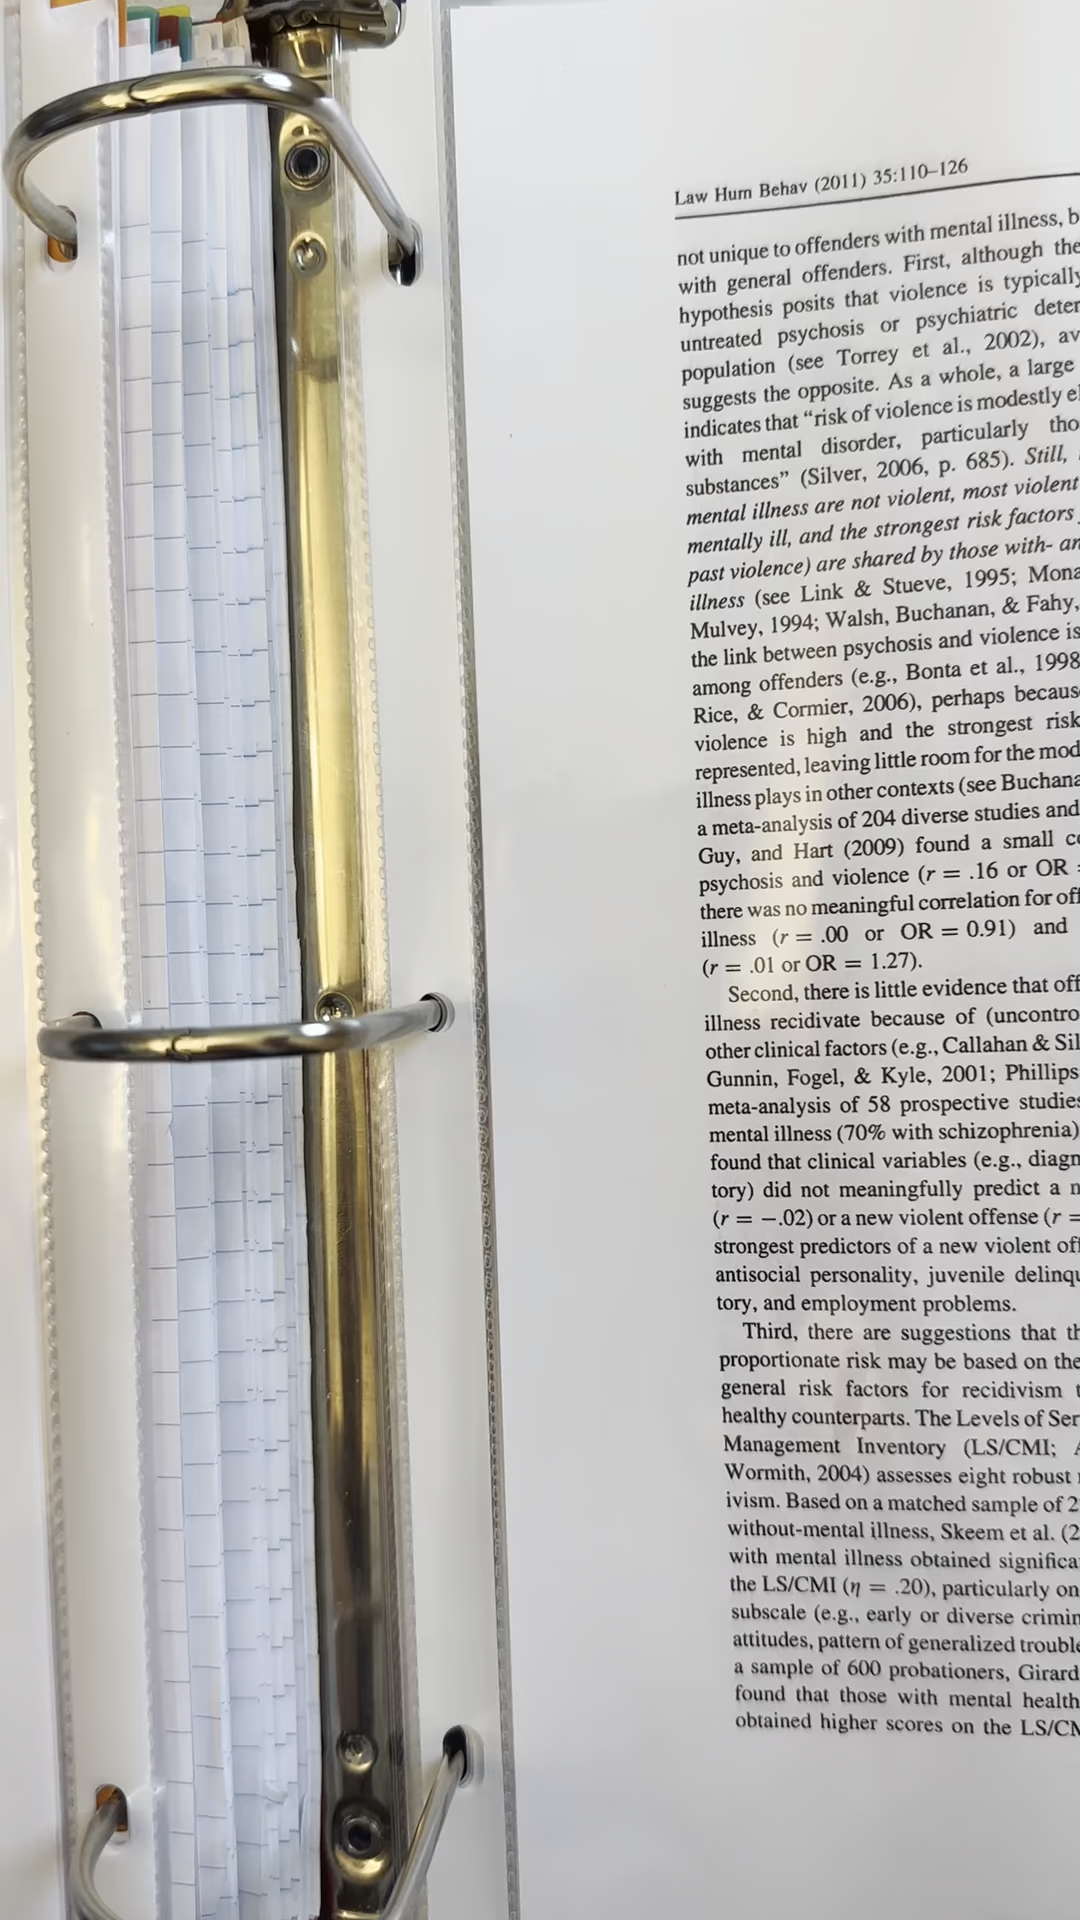 Law Hum Behav (2011) 35:110–126
not unique to offenders with mental illness, b
with general offenders. First, although the
hypothesis posits that violence is typically
untreated psychosis or psychiatric deter
population (see Torrey et al., 2002), av
suggests the opposite. As a whole, a large
indicates that “risk of violence is modestly el
with mental disorder, particularly tho
substances” (Silver, 2006, p. 685). Still,
mental illness are not violent, most violent
mentally ill, and the strongest risk factors
past violence) are shared by those with- an
illness (see Link & Stueve, 1995; Mona
Mulvey, 1994; Walsh, Buchanan, & Fahy,
the link between psychosis and violence is
among offenders (e.g., Bonta et al., 1998
Rice, & Cormier, 2006), perhaps because
violence is high and the strongest risk
represented, leaving little room for the mod
illness plays in other contexts (see Buchana
a meta-analysis of 204 diverse studies and
Guy, and Hart (2009) found a small co
psychosis and violence (r = .16 or OR =
there was no meaningful correlation for off
illness (r = .00 or OR = 0.91) and
(r = .01 or OR = 1.27).
Second, there is little evidence that off
illness recidivate because of (uncontro
other clinical factors (e.g., Callahan & Sil
Gunnin, Fogel, & Kyle, 2001; Phillips
meta-analysis of 58 prospective studies
mental illness (70% with schizophrenia)
found that clinical variables (e.g., diagn
tory) did not meaningfully predict a n
(r = −.02) or a new violent offense (r =
strongest predictors of a new violent off
antisocial personality, juvenile delinqu
tory, and employment problems.
Third, there are suggestions that th
proportionate risk may be based on the
general risk factors for recidivism t
healthy counterparts. The Levels of Ser
Management Inventory (LS/CMI; A
Wormith, 2004) assesses eight robust r
ivism. Based on a matched sample of 2
without-mental illness, Skeem et al. (2
with mental illness obtained significa
the LS/CMI (η = .20), particularly on
subscale (e.g., early or diverse crimin
attitudes, pattern of generalized trouble
a sample of 600 probationers, Girard
found that those with mental health
obtained higher scores on the LS/CM